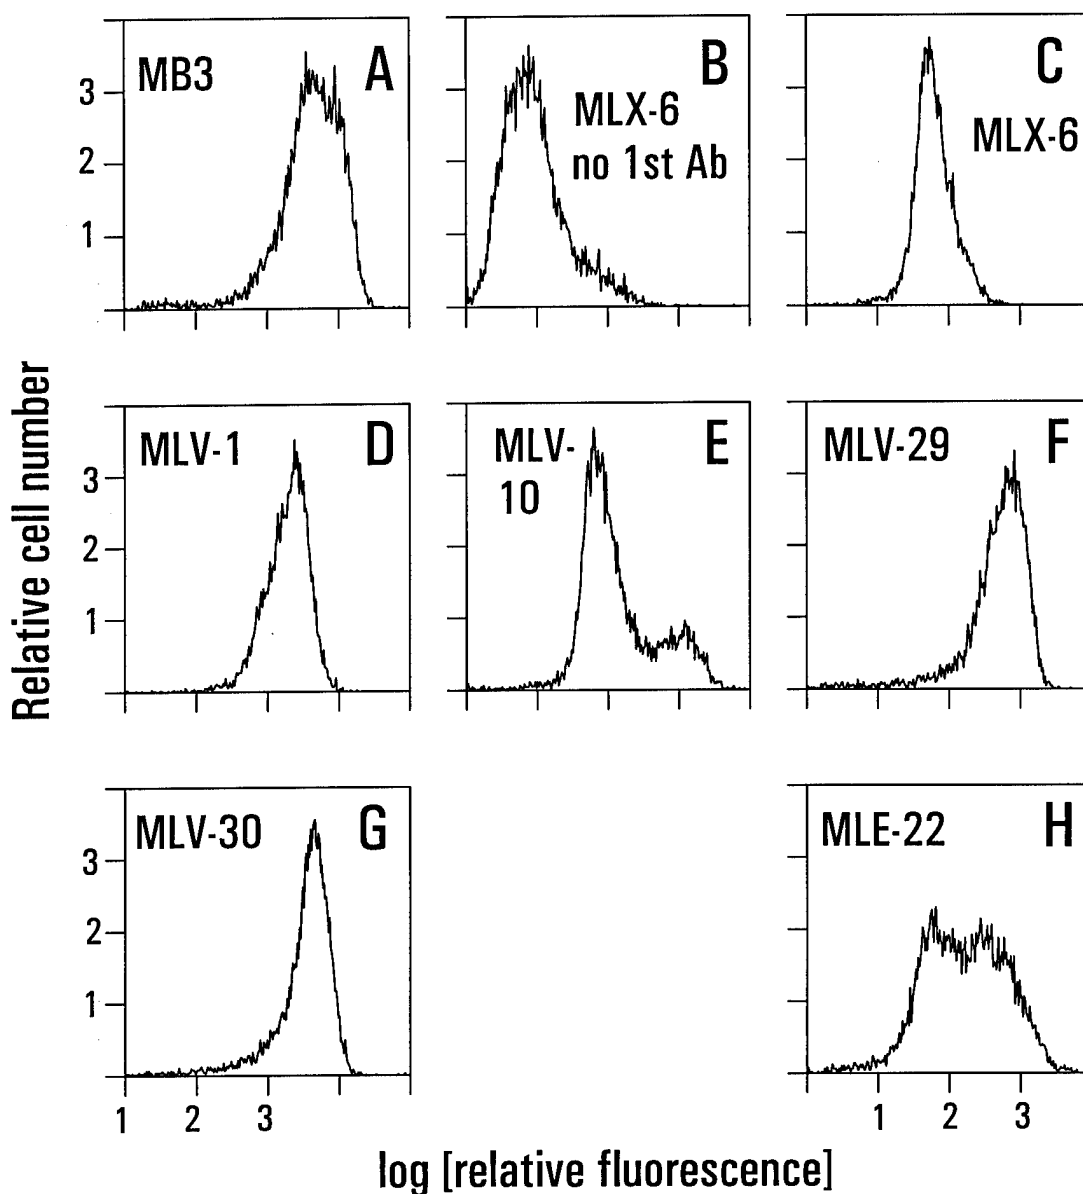 MB3
A
3
2
1
B
MLX-6
no 1st Ab
C
MLX-6
Relative cell number
MLV-1
D
3
2
1
MLV-
10
E
MLV-29
F
MLV-30
G
3
2
1
1 2 3
MLE-22
H
1 2 3
log [relative fluorescence]